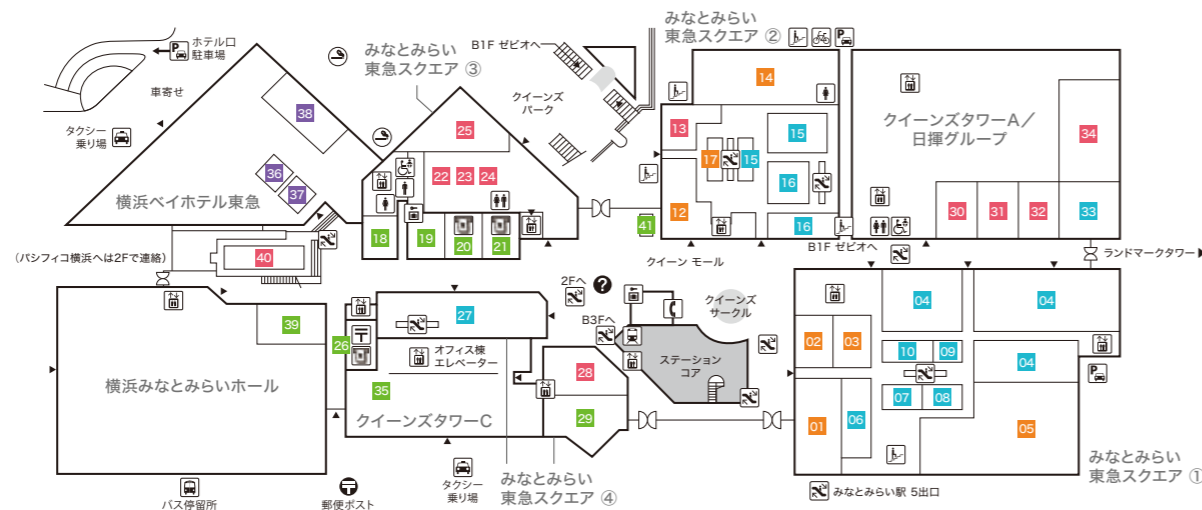 ホテル口
駐車場
P
車寄せ
タクシー
乗り場
38
36
37
横浜ベイホテル東急
みなとみらい
東急スクエア ③
25
22 23 24
18
19
20
21
B1F ゼビオへ
クイーンズ
パーク
みなとみらい
東急スクエア ②
P
14
13
17
15
15
16
12
16
41
B1F ゼビオへ
クイーンズタワーA／
日揮グループ
34
30
31
32
33
ランドマークタワー
(パシフィコ横浜へは2Fで連絡)
40
39
横浜みなとみらいホール
バス停留所
郵便ポスト
26
〒
27
オフィス棟
エレベーター
35
クイーンズタワーC
タクシー
乗り場
みなとみらい
東急スクエア ④
28
29
クイーン モール
2Fへ
?
B3Fへ
クイーンズ
サークル
ステーション
コア
04
04
02
03
10
09
04
P
07
08
01
06
05
みなとみらい駅 5出口
みなとみらい
東急スクエア ①